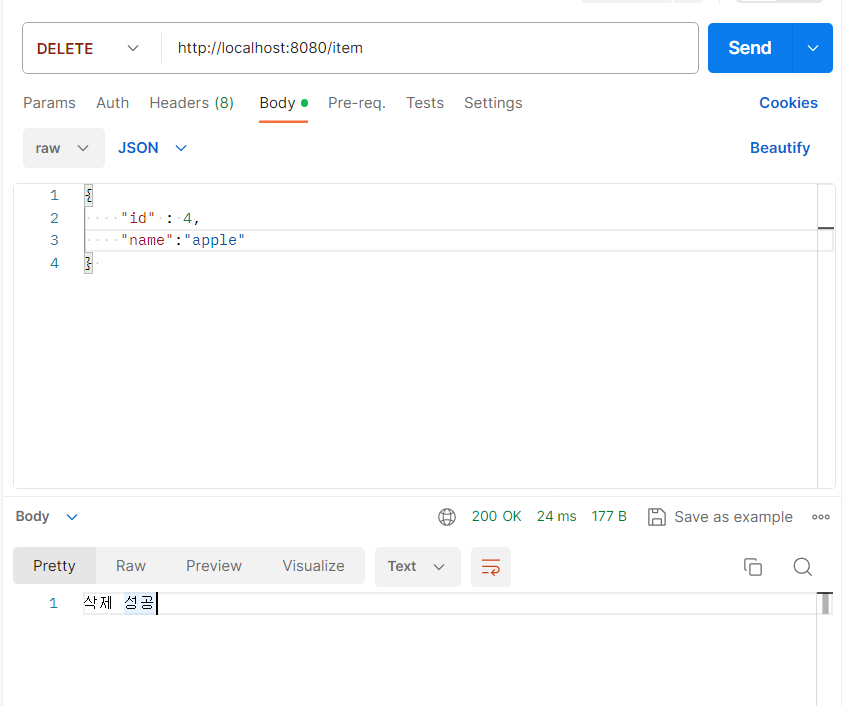 DELETE http://localhost:8080/item Send
Params Auth Headers (8) Body Pre-req. Tests Settings Cookies
raw JSON Beautify
1 {
2 "id" : 4,
3 "name":"apple"
4 }
Body 200 OK 24 ms 177 B Save as example
Pretty Raw Preview Visualize Text
1 삭제 성공